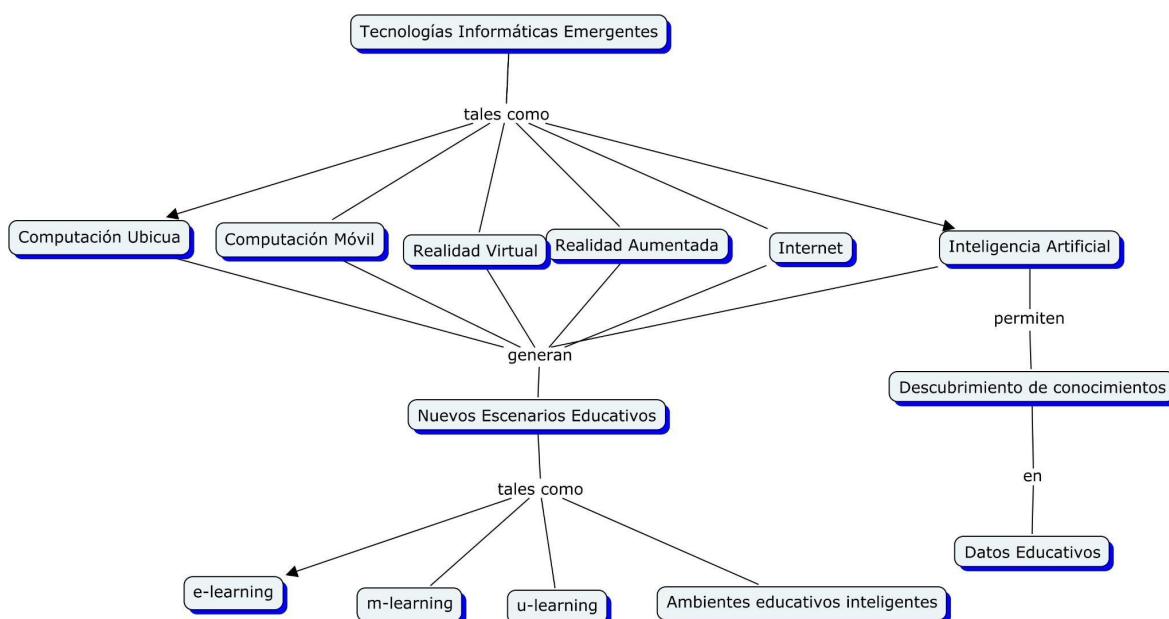 Tecnologías Informáticas Emergentes
tales como
Computación Ubicua
Computación Móvil
Realidad Virtual
Realidad Aumentada
Internet
Inteligencia Artificial
generan
permiten
Nuevos Escenarios Educativos
Descubrimiento de conocimientos
tales como
en
e-learning
m-learning
u-learning
Ambientes educativos inteligentes
Datos Educativos